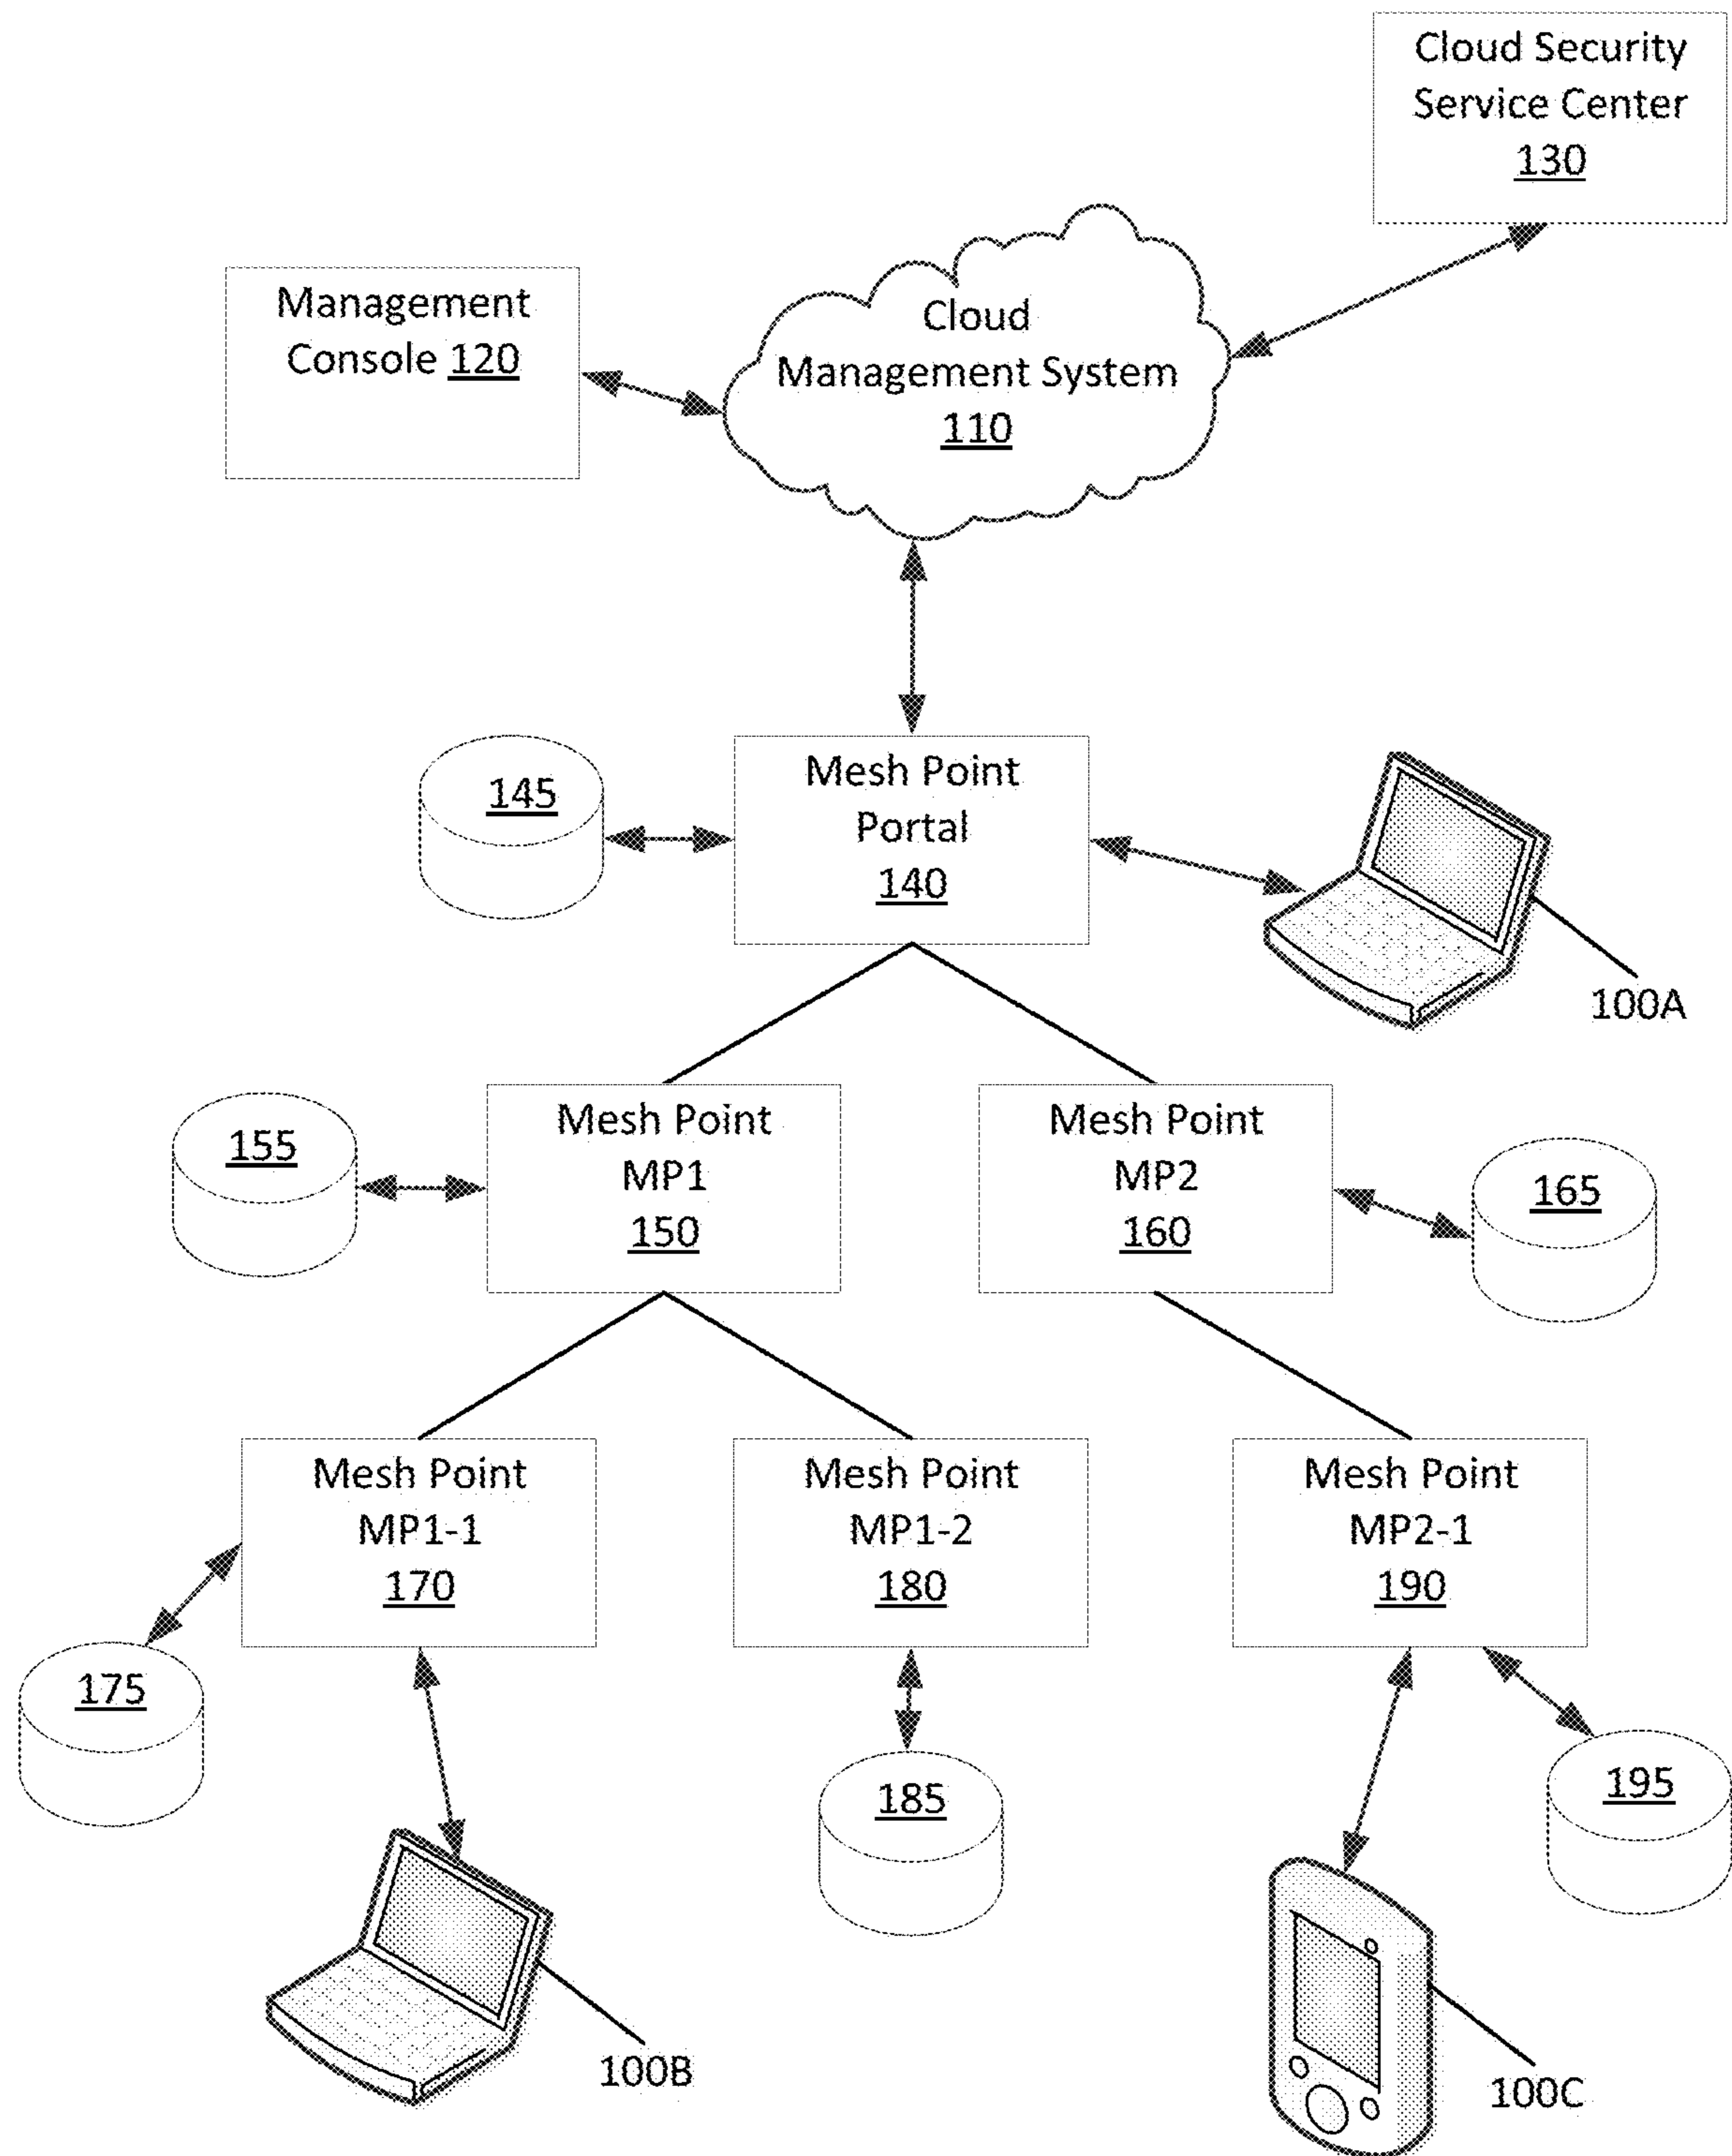 Cloud Security
Service Center
130
Management
Console 120
Cloud
Management System
110
145
Mesh Point
Portal
140
100A
155
Mesh Point
MP1
150
Mesh Point
MP2
160
165
Mesh Point
MP1-1
170
Mesh Point
MP1-2
180
Mesh Point
MP2-1
190
175
185
195
100B
100C